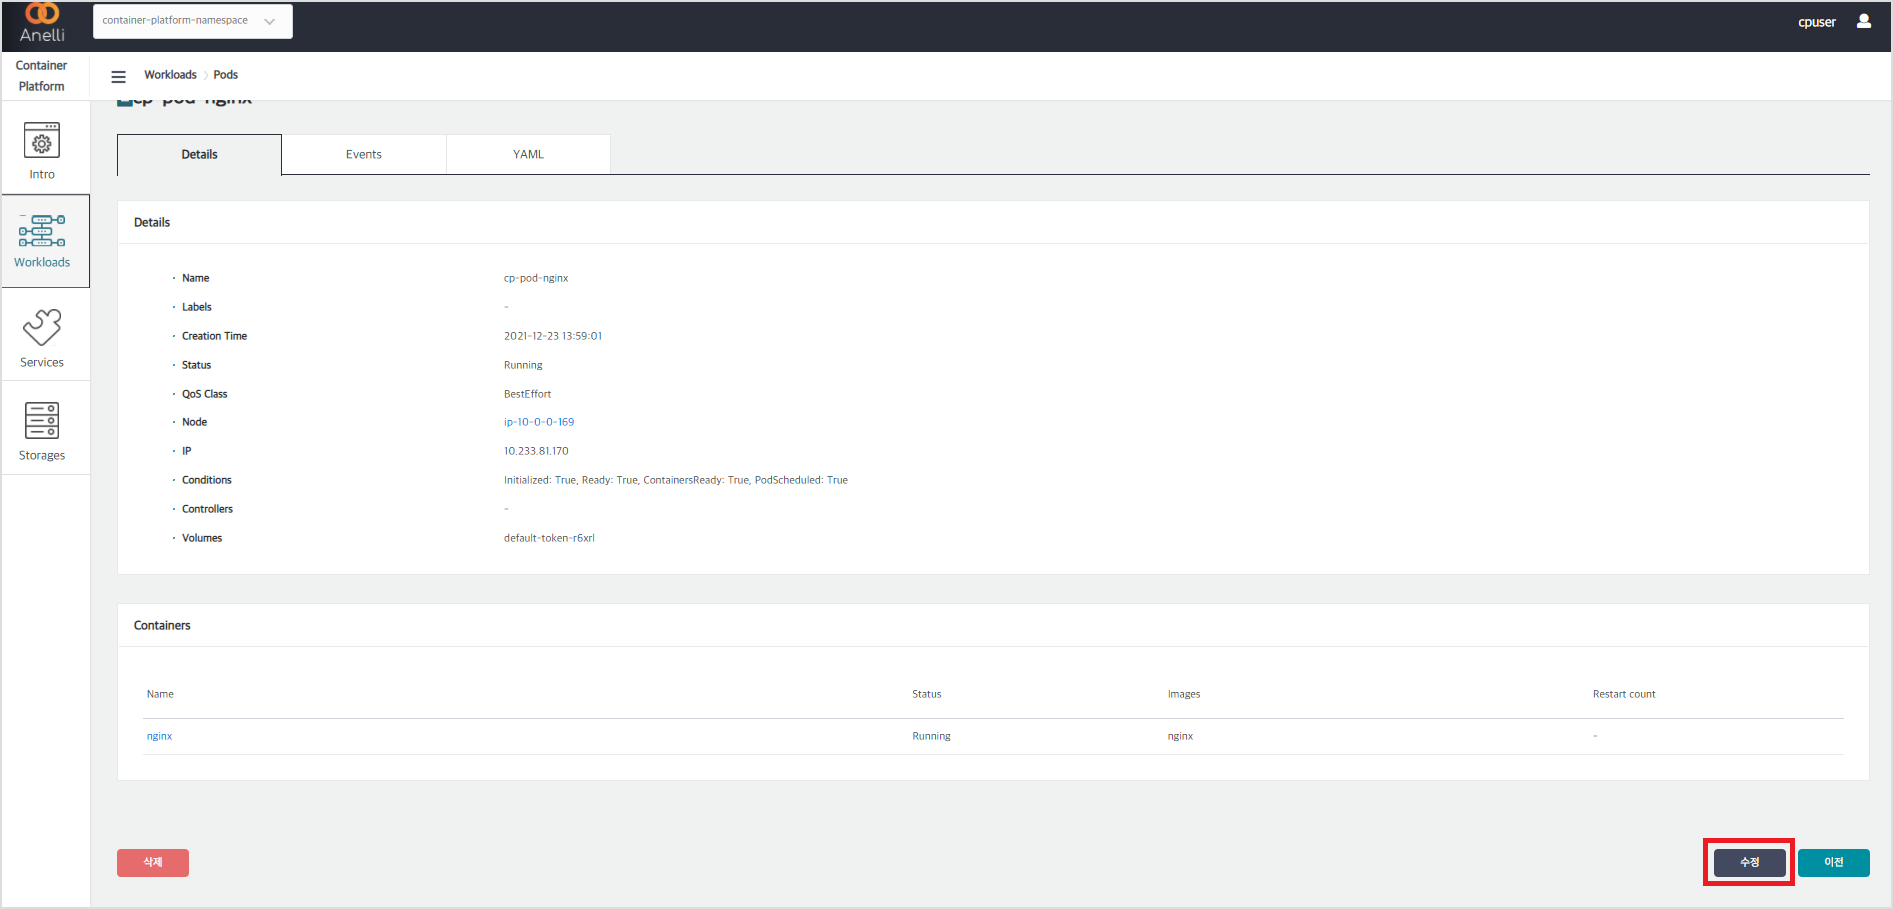 Anelli
container-platform-namespace
cpuser
Container
Platform
Workloads
Pods
cp-pod-nginx
Intro
Workloads
Services
Storages
Details
Events
YAML
Details
Name cp-pod-nginx
Labels -
Creation Time 2021-12-23 13:59:01
Status Running
QoS Class BestEffort
Node ip-10-0-0-169
IP 10.233.81.170
Conditions Initialized: True, Ready: True, ContainersReady: True, PodScheduled: True
Controllers -
Volumes default-token-r6xrl
Containers
Name Status Images Restart count
nginx Running nginx -
삭제
수정
이전